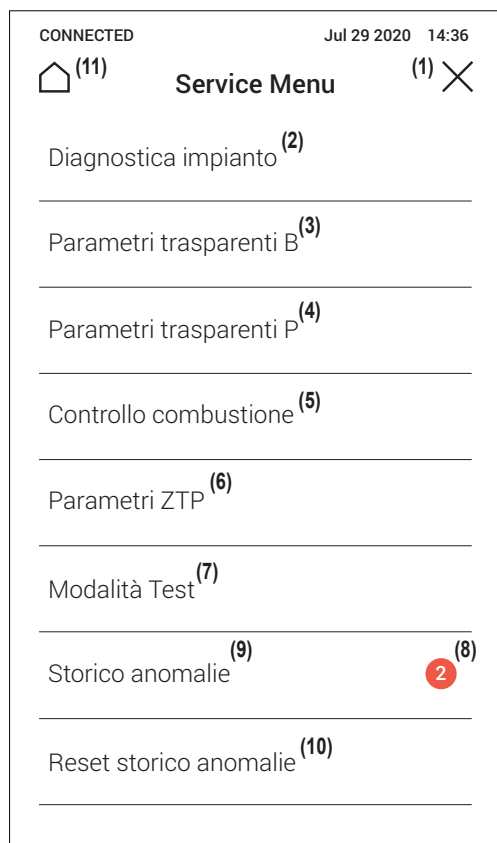 CONNECTED Jul 29 2020 14:36
(11) Service Menu (1)
Diagnostica impianto (2)
Parametri trasparenti B (3)
Parametri trasparenti P (4)
Controllo combustione (5)
Parametri ZTP (6)
Modalità Test (7)
Storico anomalie (9) 2 (8)
Reset storico anomalie (10)